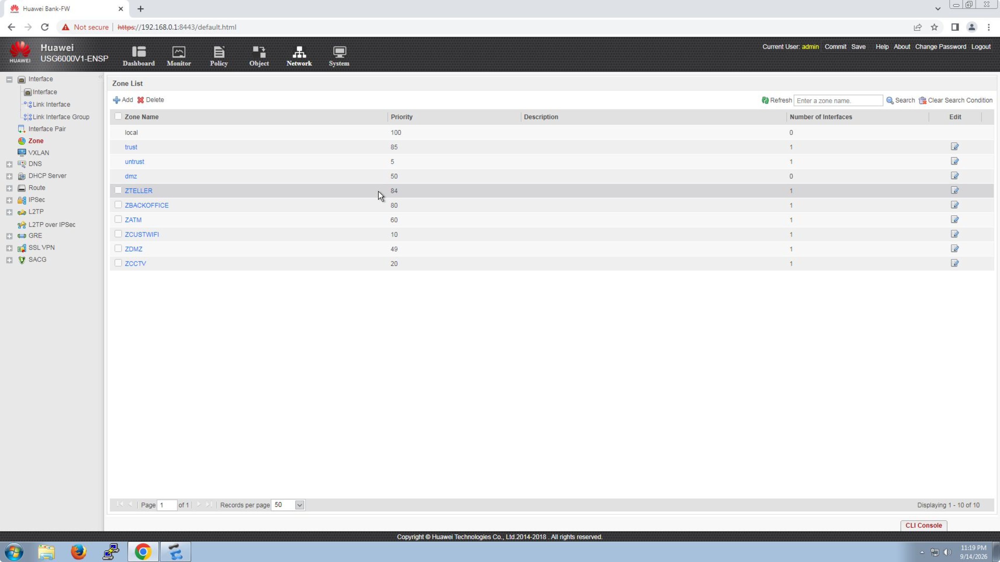 Huawei Bank-FW
Not secure https://192.168.0.1:8443/default.html
HUAWEI
Huawei
USG6000V1-ENSP
Dashboard Monitor Policy Object Network System
Current User: admin Commit Save Help About Change Password Logout
Interface
Interface
Link Interface
Link Interface Group
Interface Pair
Zone
VXLAN
DNS
DHCP Server
Route
IPSec
L2TP
L2TP over IPSec
GRE
SSL VPN
SACG
Zone List
Add Delete
Refresh Enter a zone name. Search Clear Search Condition
Zone Name Priority Description Number of Interfaces Edit
local 100 0
trust 85 1
untrust 5 1
dmz 50 0
ZTELLER 84 1
ZBACKOFFICE 80 1
ZATM 60 1
ZCUSTWIFI 10 1
ZDMZ 49 1
ZCCTV 20 1
Page 1 of 1 Records per page 50
Displaying 1 - 10 of 10
CLI Console
Copyright © Huawei Technologies Co., Ltd.2014-2018 . All rights reserved.
11:19 PM
9/14/2026